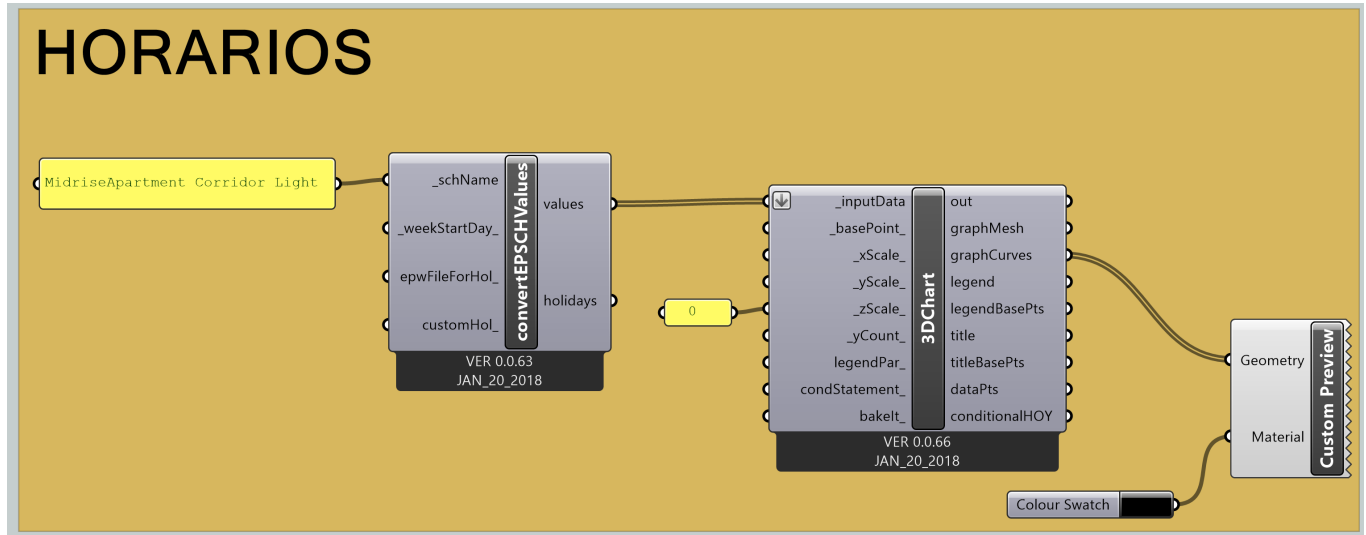 HORARIOS
MidriseApartment Corridor Light
_schName
_weekStartDay_
epwFileForHol_
customHol_
convertEPSCHValues
values
holidays
VER 0.0.63
JAN_20_2018
0
_inputData
_basePoint_
_xScale_
_yScale_
_zScale_
_yCount_
legendPar_
condStatement_
bakeIt_
3DChart
out
graphMesh
graphCurves
legend
legendBasePts
title
titleBasePts
dataPts
conditionalHOY
VER 0.0.66
JAN_20_2018
Geometry
Material
Custom Preview
Colour Swatch